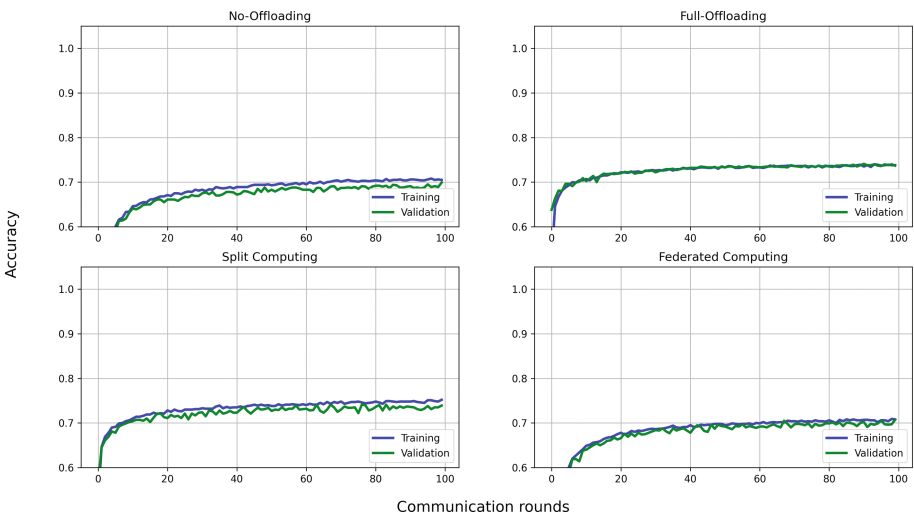 No-Offloading
1.0
0.9
0.8
0.7
0.6
0 20 40 60 80 100
Training
Validation
Full-Offloading
1.0
0.9
0.8
0.7
0.6
0 20 40 60 80 100
Training
Validation
Accuracy
Split Computing
1.0
0.9
0.8
0.7
0.6
0 20 40 60 80 100
Training
Validation
Federated Computing
1.0
0.9
0.8
0.7
0.6
0 20 40 60 80 100
Training
Validation
Communication rounds